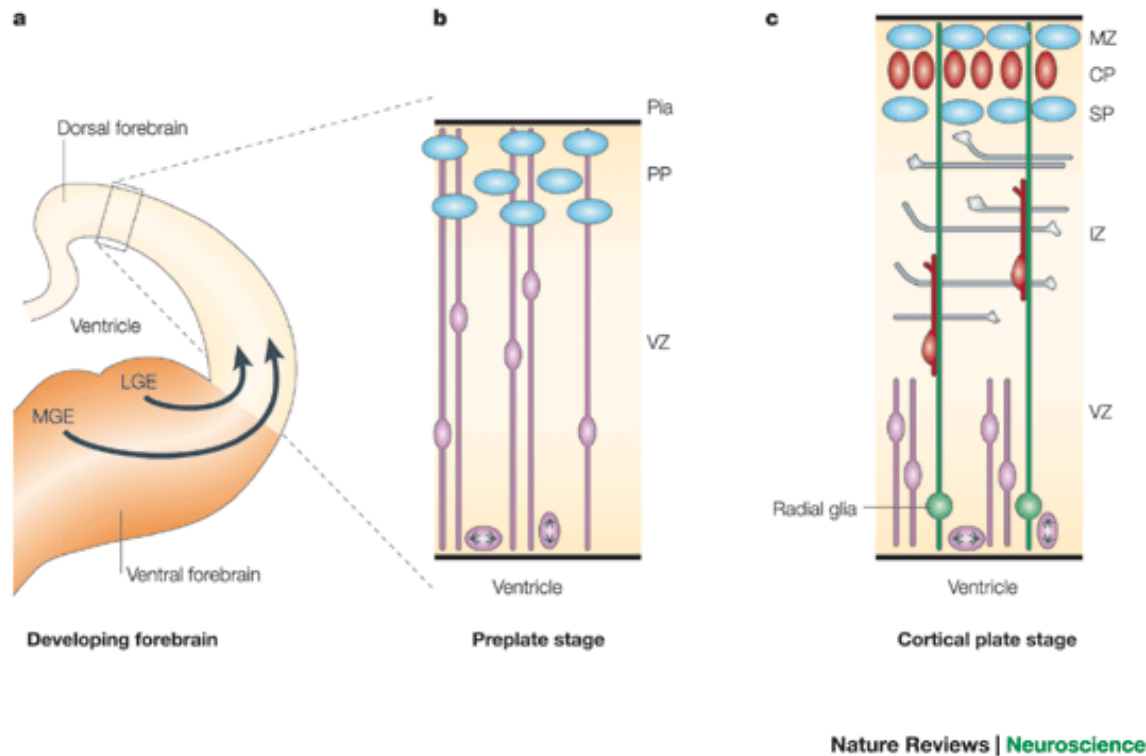 a
Dorsal forebrain
Ventricle
LGE
MGE
Ventral forebrain
Developing forebrain
b
Pia
PP
VZ
Ventricle
Preplate stage
c
MZ
CP
SP
IZ
VZ
Radial glia
Ventricle
Cortical plate stage
Nature Reviews | Neuroscience